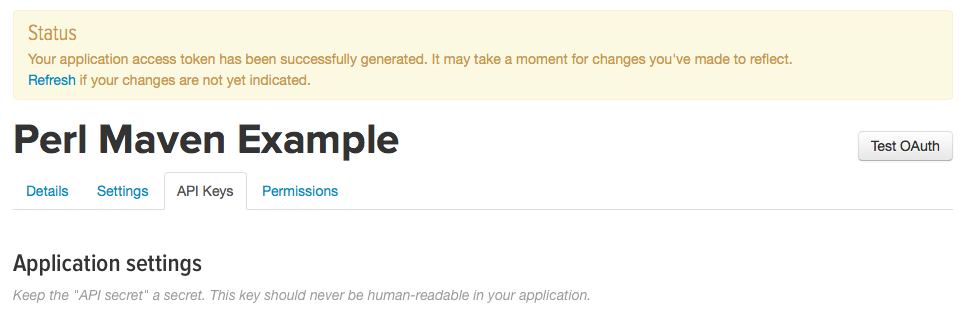 Status
Your application access token has been successfully generated. It may take a moment for changes you've made to reflect.
Refresh if your changes are not yet indicated.
Perl Maven Example
Test OAuth
Details Settings API Keys Permissions
Application settings
Keep the "API secret" a secret. This key should never be human-readable in your application.